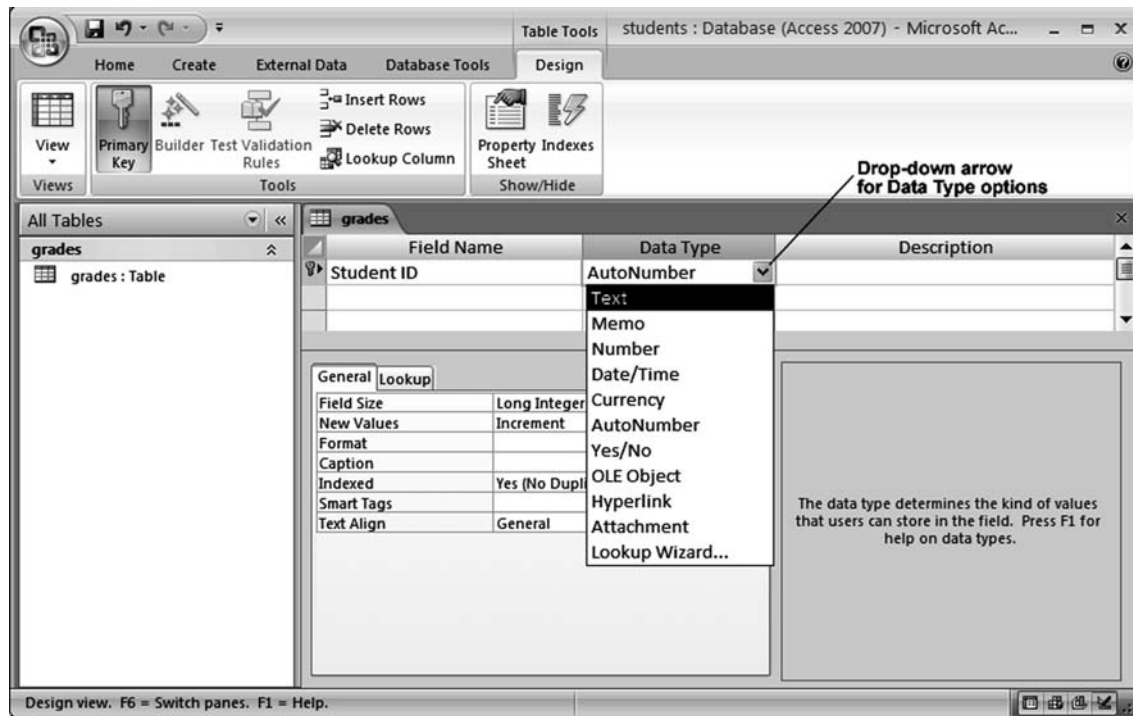 Table Tools
students : Database (Access 2007) - Microsoft Ac...
Home Create External Data Database Tools Design
View
Views
Primary Key
Builder
Test Validation Rules
Insert Rows
Delete Rows
Lookup Column
Tools
Property Sheet
Indexes
Show/Hide
Drop-down arrow
for Data Type options
All Tables
grades
grades : Table
grades
Field Name Data Type Description
Student ID AutoNumber
Text
Memo
Number
Date/Time
Currency
AutoNumber
Yes/No
OLE Object
Hyperlink
Attachment
Lookup Wizard...
General Lookup
Field Size Long Integer
New Values Increment
Format
Caption
Indexed Yes (No Dupli
Smart Tags
Text Align General
The data type determines the kind of values
that users can store in the field. Press F1 for
help on data types.
Design view. F6 = Switch panes. F1 = Help.